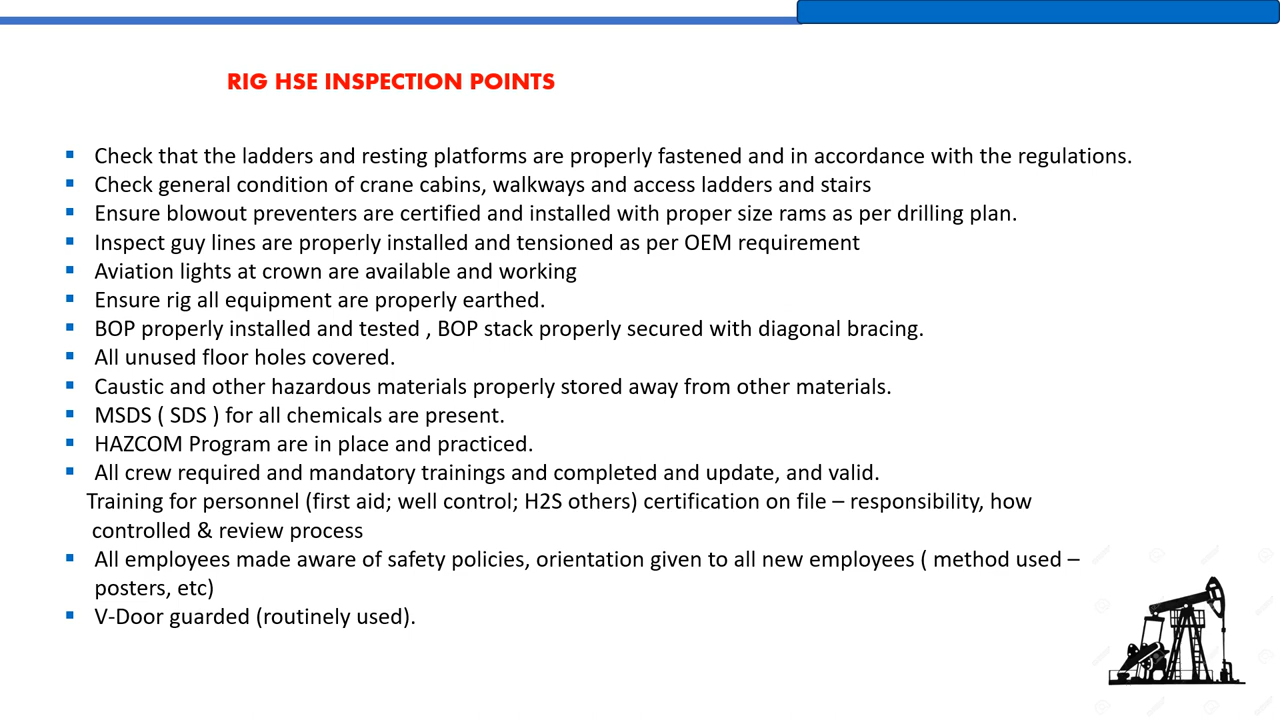 RIG HSE INSPECTION POINTS
▪ Check that the ladders and resting platforms are properly fastened and in accordance with the regulations.
▪ Check general condition of crane cabins, walkways and access ladders and stairs
▪ Ensure blowout preventers are certified and installed with proper size rams as per drilling plan.
▪ Inspect guy lines are properly installed and tensioned as per OEM requirement
▪ Aviation lights at crown are available and working
▪ Ensure rig all equipment are properly earthed.
▪ BOP properly installed and tested , BOP stack properly secured with diagonal bracing.
▪ All unused floor holes covered.
▪ Caustic and other hazardous materials properly stored away from other materials.
▪ MSDS ( SDS ) for all chemicals are present.
▪ HAZCOM Program are in place and practiced.
▪ All crew required and mandatory trainings and completed and update, and valid.
Training for personnel (first aid; well control; H2S others) certification on file – responsibility, how
controlled & review process
▪ All employees made aware of safety policies, orientation given to all new employees ( method used –
posters, etc)
▪ V-Door guarded (routinely used).